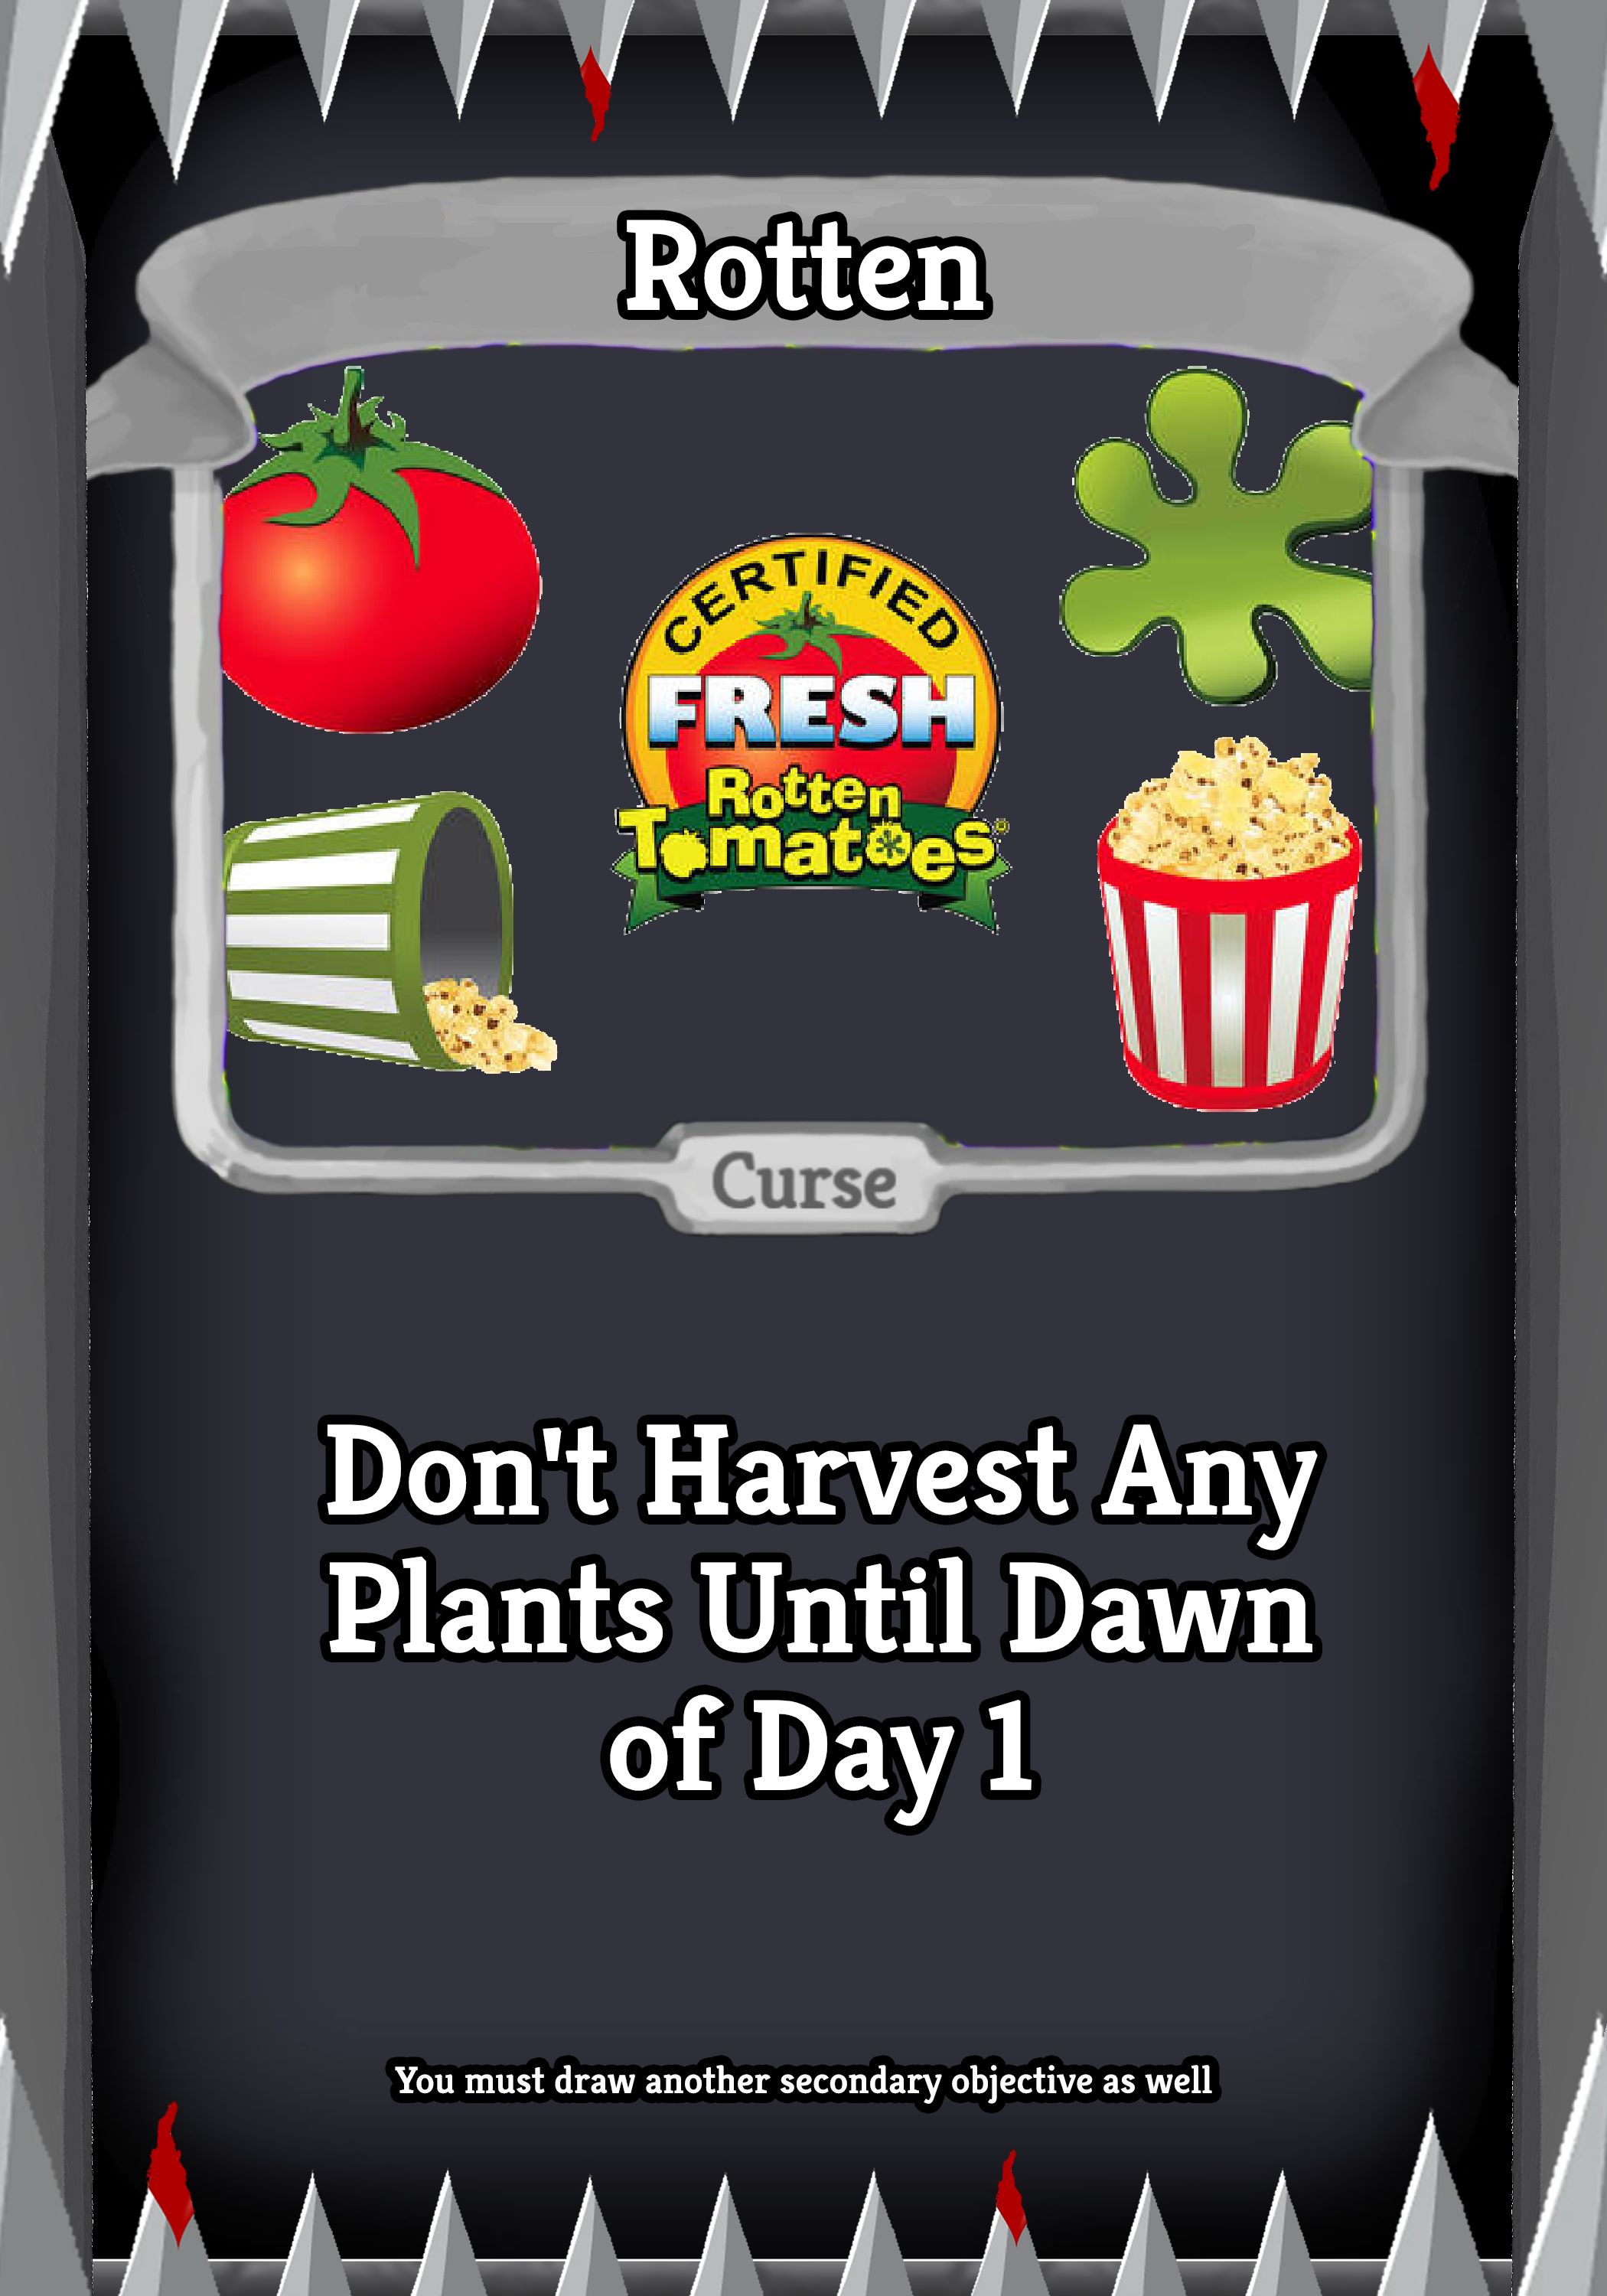 Rotten
CERTIFIED
FRESH
Rotten
Tomatoes®
Curse
Don't Harvest Any
Plants Until Dawn
of Day 1
You must draw another secondary objective as well